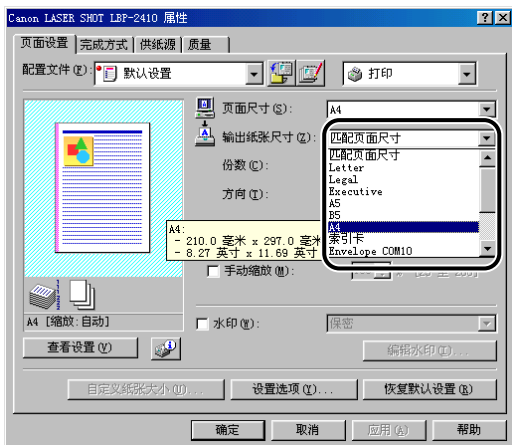 Canon LASER SHOT LBP-2410 属性
页面设置 完成方式 供纸源 质量
配置文件(F): 默认设置 打印
页面尺寸(S): A4
输出纸张尺寸(Z): 匹配页面尺寸
匹配页面尺寸
Letter
份数(C):
Legal
Executive
方向(T):
A5
B5
A4
索引卡
Envelope COM10
A4:
- 210.0 毫米 x 297.0 毫米
- 8.27 英寸 x 11.69 英寸
手动缩放(M):
A4 [缩放:自动]
水印(W): 保密
查看设置(V) 编辑水印(I)...
自定义纸张大小(U)... 设置选项(Y)... 恢复默认设置(R)
确定 取消 应用(A) 帮助